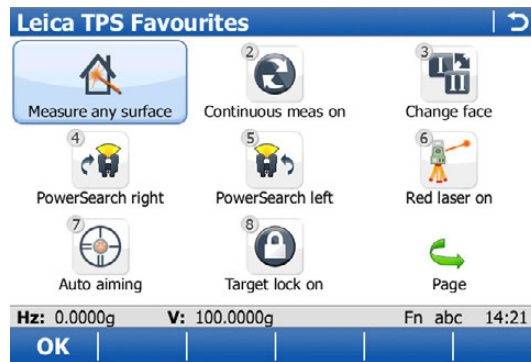 Leica TPS Favourites
2
3
Measure any surface
Continuous meas on
Change face
4
5
6
PowerSearch right
PowerSearch left
Red laser on
7
8
Auto aiming
Target lock on
Page
Hz: 0.0000g V: 100.0000g Fn abc 14:21
OK